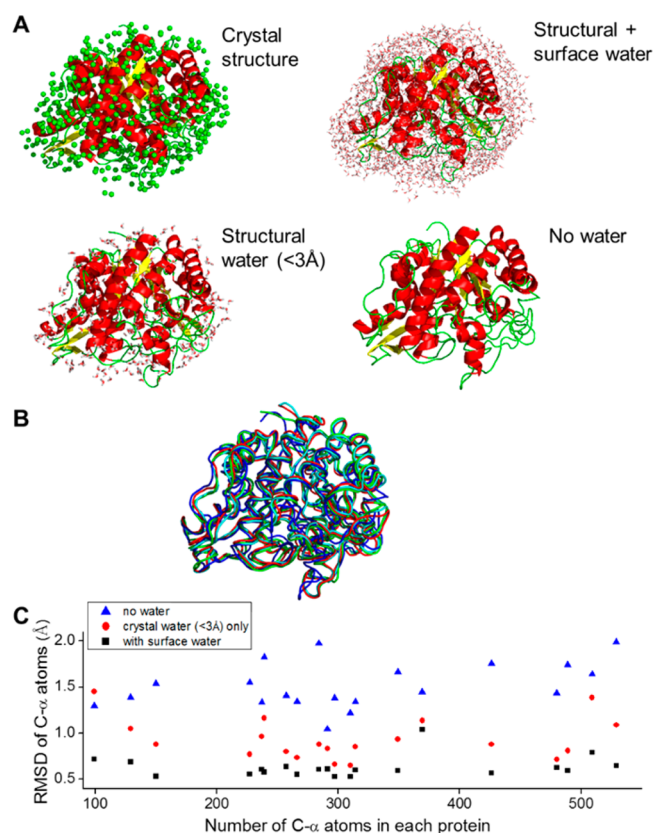 A
Crystal
structure
Structural +
surface water
Structural
water (<3Å)
No water
B
C
no water
crystal water (<3Å) only
with surface water
RMSD of C-α atoms (Å)
2.0
1.5
1.0
0.5
100 200 300 400 500
Number of C-α atoms in each protein